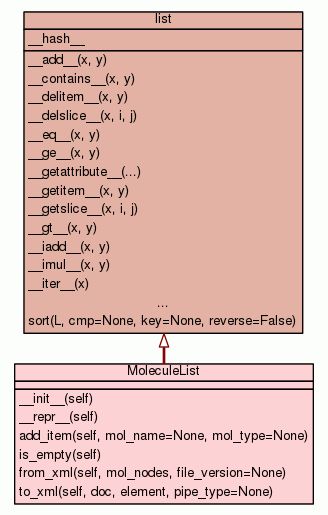 list
__hash__
__add__(x, y)
__contains__(x, y)
__delitem__(x, y)
__delslice__(x, i, j)
__eq__(x, y)
__ge__(x, y)
__getattribute__(...)
__getitem__(x, y)
__getslice__(x, i, j)
__gt__(x, y)
__iadd__(x, y)
__imul__(x, y)
__iter__(x)
...
sort(L, cmp=None, key=None, reverse=False)
MoleculeList
__init__(self)
__repr__(self)
add_item(self, mol_name=None, mol_type=None)
is_empty(self)
from_xml(self, mol_nodes, file_version=None)
to_xml(self, doc, element, pipe_type=None)